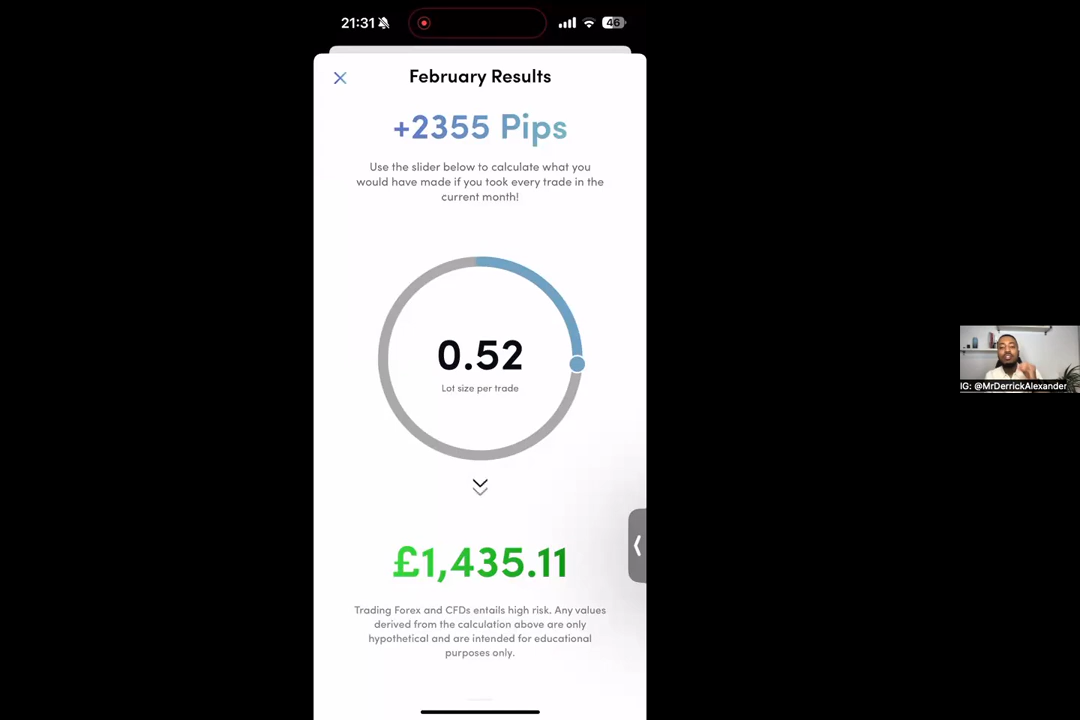 21:31
46
February Results
+2355 Pips
Use the slider below to calculate what you
would have made if you took every trade in the
current month!
0.52
Lot size per trade
£1,435.11
Trading Forex and CFDs entails high risk. Any values
derived from the calculation above are only
hypothetical and are intended for educational
purposes only.
IG: @MrDerrickAlexander